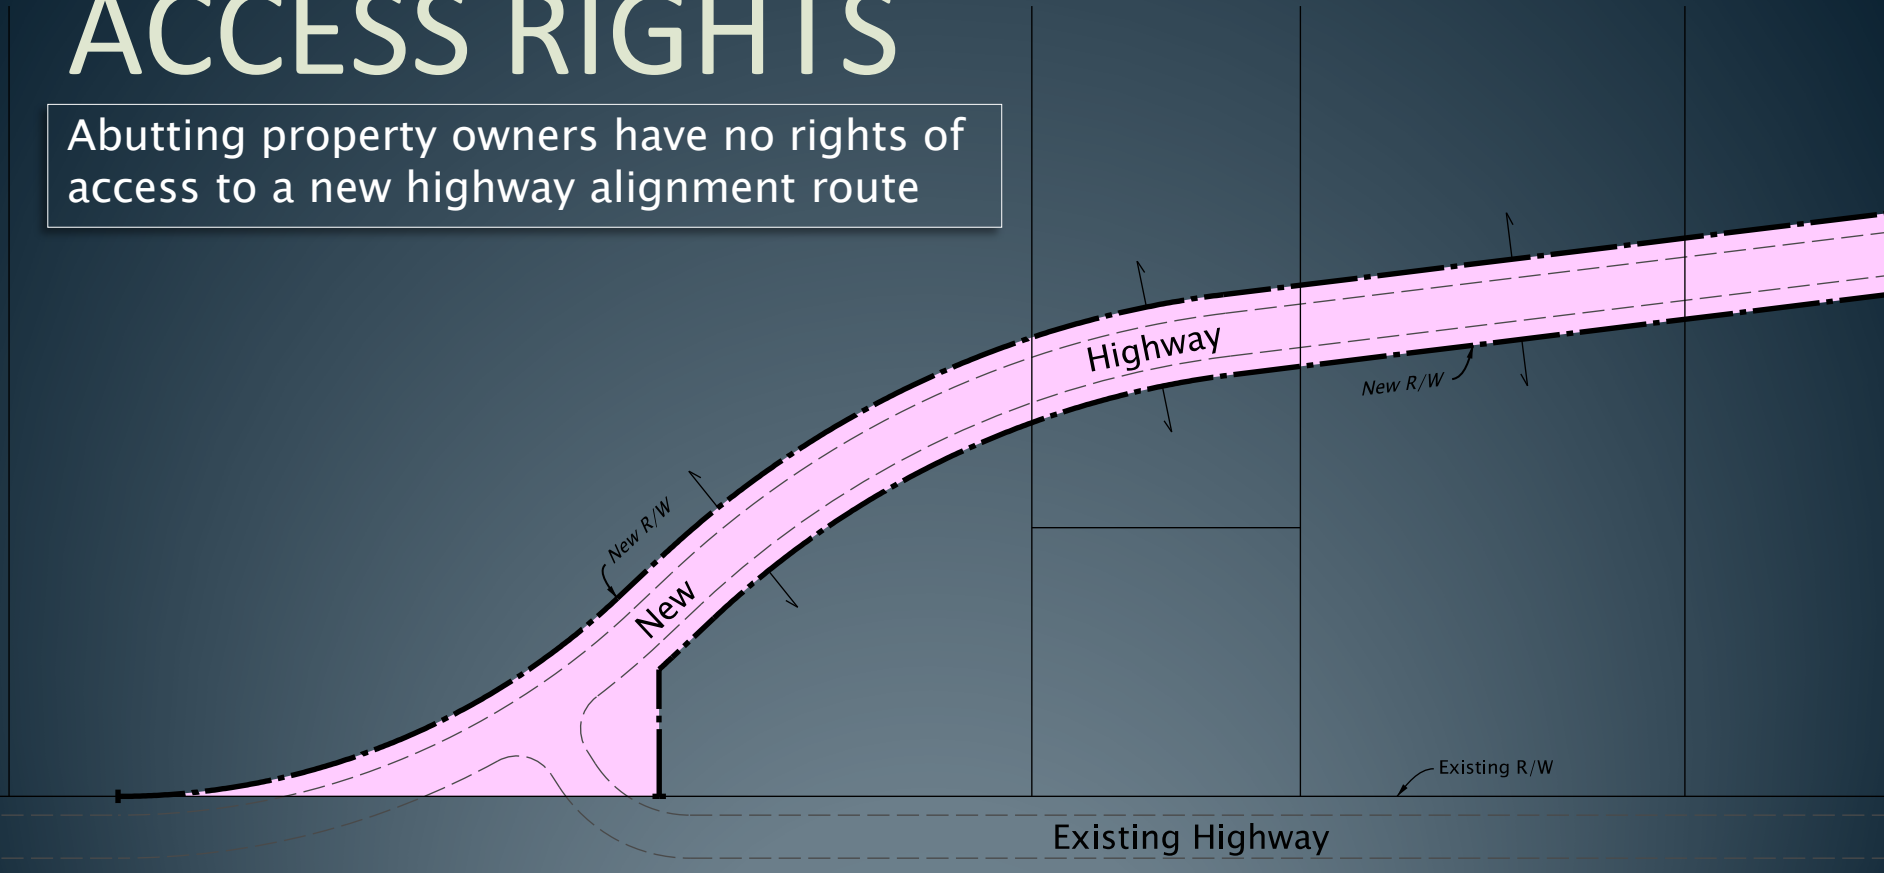 ACCESS RIGHTS
Abutting property owners have no rights of
access to a new highway alignment route
Highway
New R/W
New R/W
New
Existing R/W
Existing Highway